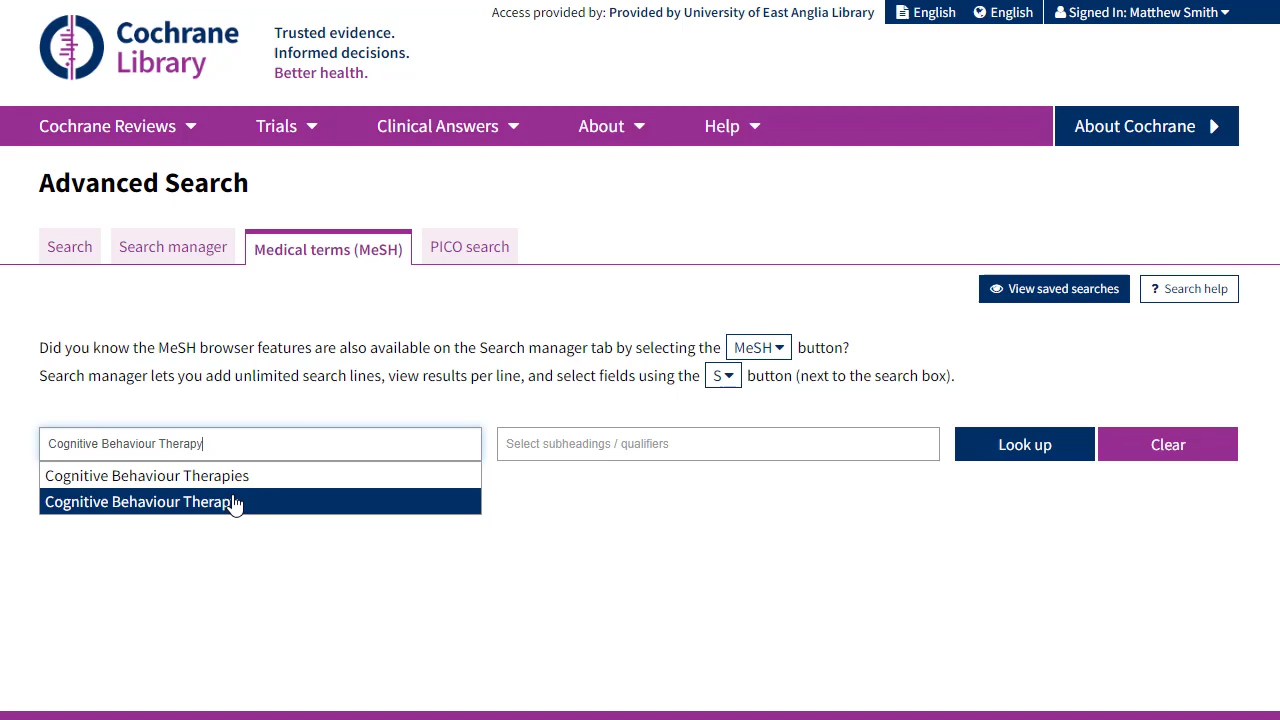 Access provided by: Provided by University of East Anglia Library
English
English
Signed In: Matthew Smith
Cochrane
Library
Trusted evidence.
Informed decisions.
Better health.
Cochrane Reviews
Trials
Clinical Answers
About
Help
About Cochrane
Advanced Search
Search
Search manager
Medical terms (MeSH)
PICO search
View saved searches
? Search help
Did you know the MeSH browser features are also available on the Search manager tab by selecting the MeSH button?
Search manager lets you add unlimited search lines, view results per line, and select fields using the S button (next to the search box).
Cognitive Behaviour Therapy
Select subheadings / qualifiers
Look up
Clear
Cognitive Behaviour Therapies
Cognitive Behaviour